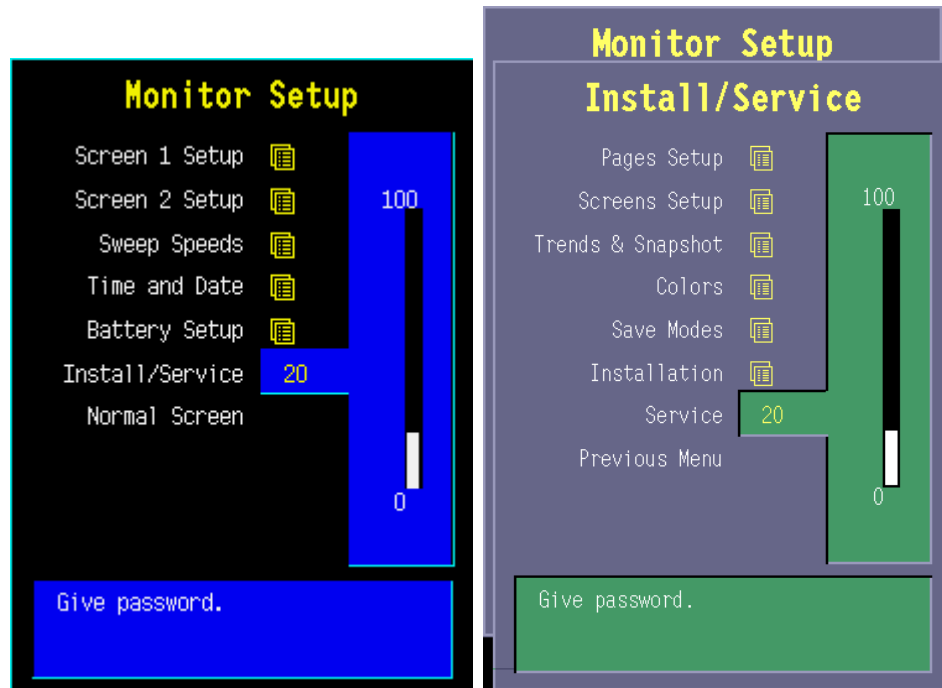 Monitor Setup
Screen 1 Setup
Screen 2 Setup
Sweep Speeds
Time and Date
Battery Setup
Install/Service 20
Normal Screen
100
0
Give password.
Monitor Setup
Install/Service
Pages Setup
Screens Setup
Trends & Snapshot
Colors
Save Modes
Installation
Service 20
Previous Menu
100
0
Give password.